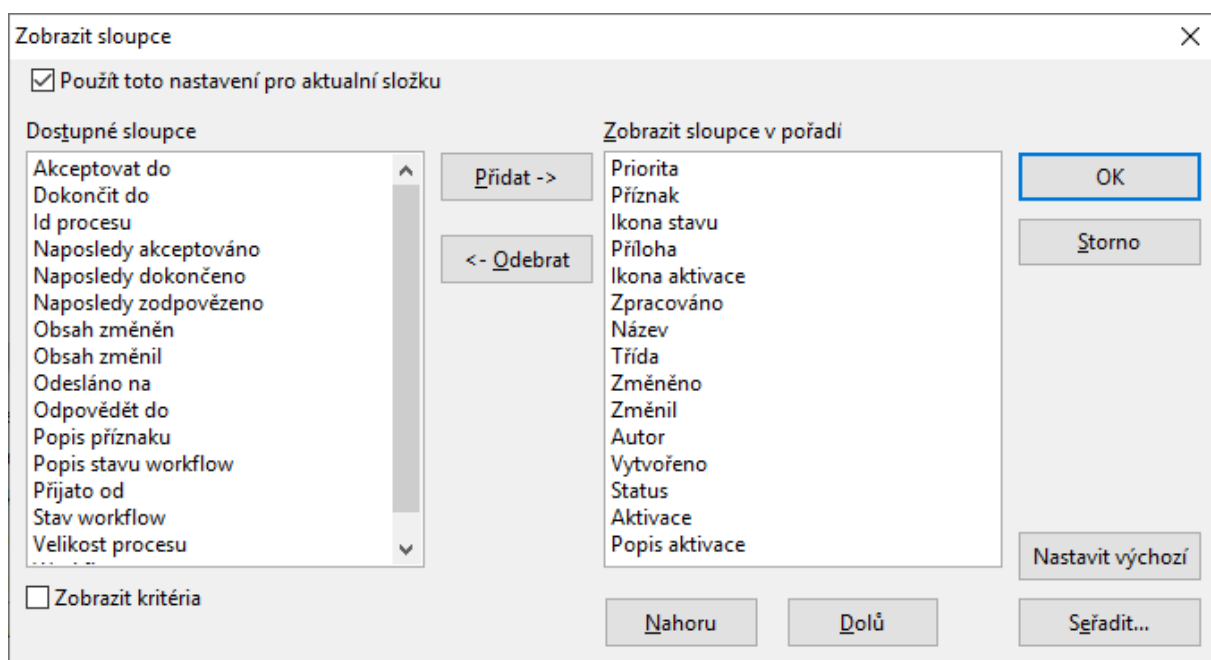 Zobrazit sloupce
Použít toto nastavení pro aktualní složku
Dostupné sloupce
Akceptovat do
Dokončit do
Id procesu
Naposledy akceptováno
Naposledy dokončeno
Naposledy zodpovězeno
Obsah změněn
Obsah změnil
Odesláno na
Odpovědět do
Popis příznaku
Popis stavu workflow
Přijato od
Stav workflow
Velikost procesu
Přidat ->
<- Odebrat
Zobrazit sloupce v pořadí
Priorita
Příznak
Ikona stavu
Příloha
Ikona aktivace
Zpracováno
Název
Třída
Změněno
Změnil
Autor
Vytvořeno
Status
Aktivace
Popis aktivace
OK
Storno
Nastavit výchozí
Zobrazit kritéria
Nahoru
Dolů
Seřadit...